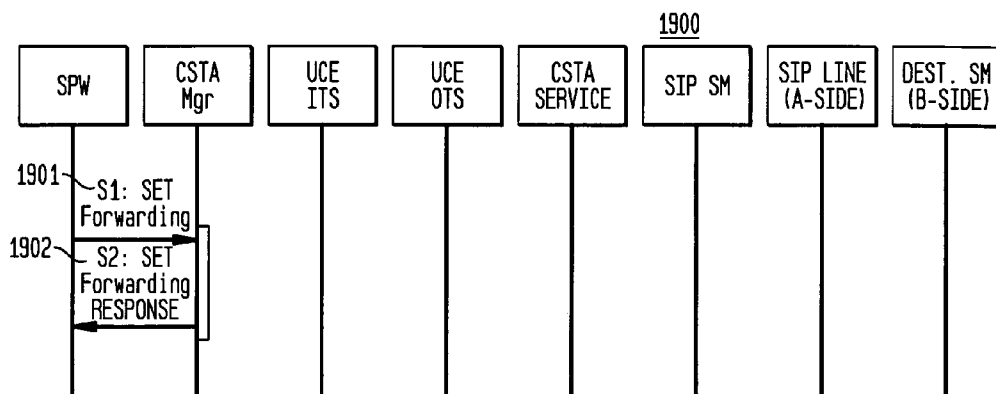 1900
SPW
CSTA
Mgr
UCE
ITS
UCE
OTS
CSTA
SERVICE
SIP SM
SIP LINE
(A-SIDE)
DEST. SM
(B-SIDE)
1901
S1: SET
Forwarding
1902
S2: SET
Forwarding
RESPONSE